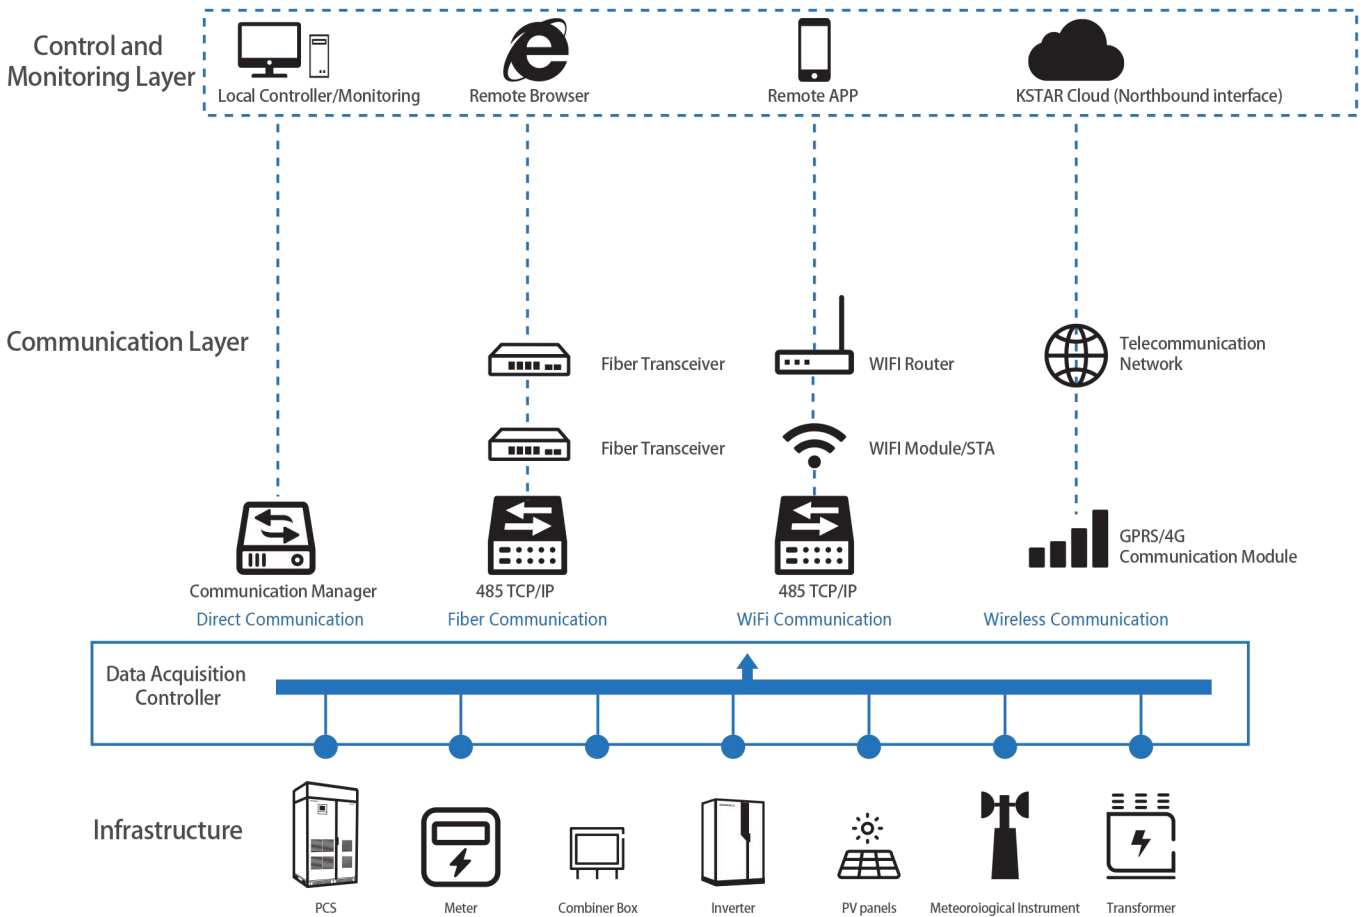 Control and
Monitoring Layer
Local Controller/Monitoring
Remote Browser
Remote APP
KSTAR Cloud (Northbound interface)
Communication Layer
Fiber Transceiver
WIFI Router
Telecommunication
Network
Fiber Transceiver
WIFI Module/STA
GPRS/4G
Communication Module
Communication Manager
485 TCP/IP
485 TCP/IP
Direct Communication
Fiber Communication
WiFi Communication
Wireless Communication
Data Acquisition
Controller
Infrastructure
PCS
Meter
Combiner Box
Inverter
PV panels
Meteoroiogical Instrument
Transformer